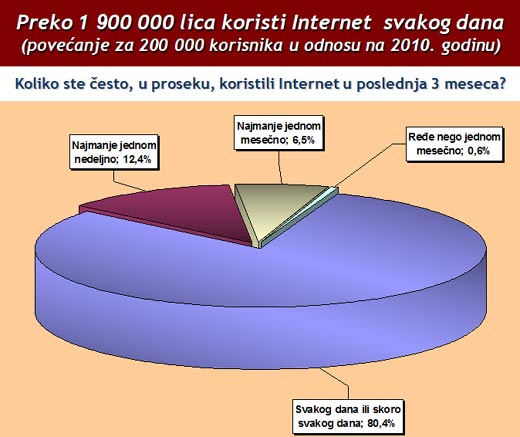 Preko 1 900 000 lica koristi Internet svakog dana
(povećanje za 200 000 korisnika u odnosu na 2010. godinu)
Koliko ste često, u proseku, koristili Internet u poslednja 3 meseca?
Najmanje jednom
mesečno; 6,5%
Ređe nego jednom
mesečno; 0,6%
Najmanje jednom
nedeljno; 12,4%
Svakog dana ili skoro
svakog dana; 80,4%